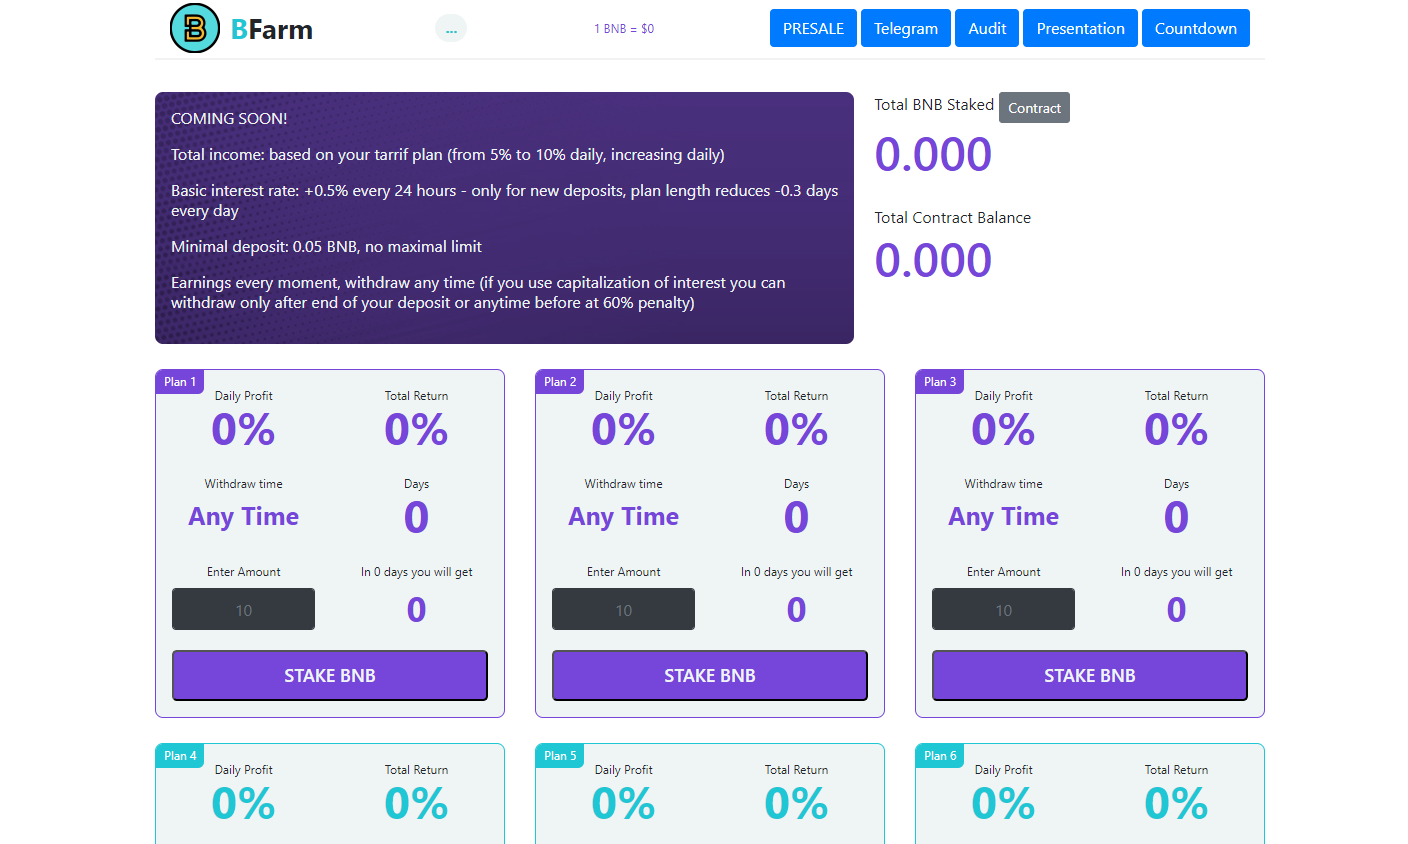 BFarm
...
1 BNB = $0
PRESALE
Telegram
Audit
Presentation
Countdown
COMING SOON!
Total income: based on your tarrif plan (from 5% to 10% daily, increasing daily)
Basic interest rate: +0.5% every 24 hours - only for new deposits, plan length reduces -0.3 days
every day
Minimal deposit: 0.05 BNB, no maximal limit
Earnings every moment, withdraw any time (if you use capitalization of interest you can
withdraw only after end of your deposit or anytime before at 60% penalty)
Total BNB Staked Contract
0.000
Total Contract Balance
0.000
Plan 1
Daily Profit Total Return
0% 0%
Withdraw time Days
Any Time 0
Enter Amount In 0 days you will get
10 0
STAKE BNB
Plan 2
Daily Profit Total Return
0% 0%
Withdraw time Days
Any Time 0
Enter Amount In 0 days you will get
10 0
STAKE BNB
Plan 3
Daily Profit Total Return
0% 0%
Withdraw time Days
Any Time 0
Enter Amount In 0 days you will get
10 0
STAKE BNB
Plan 4
Daily Profit Total Return
0% 0%
Plan 5
Daily Profit Total Return
0% 0%
Plan 6
Daily Profit Total Return
0% 0%